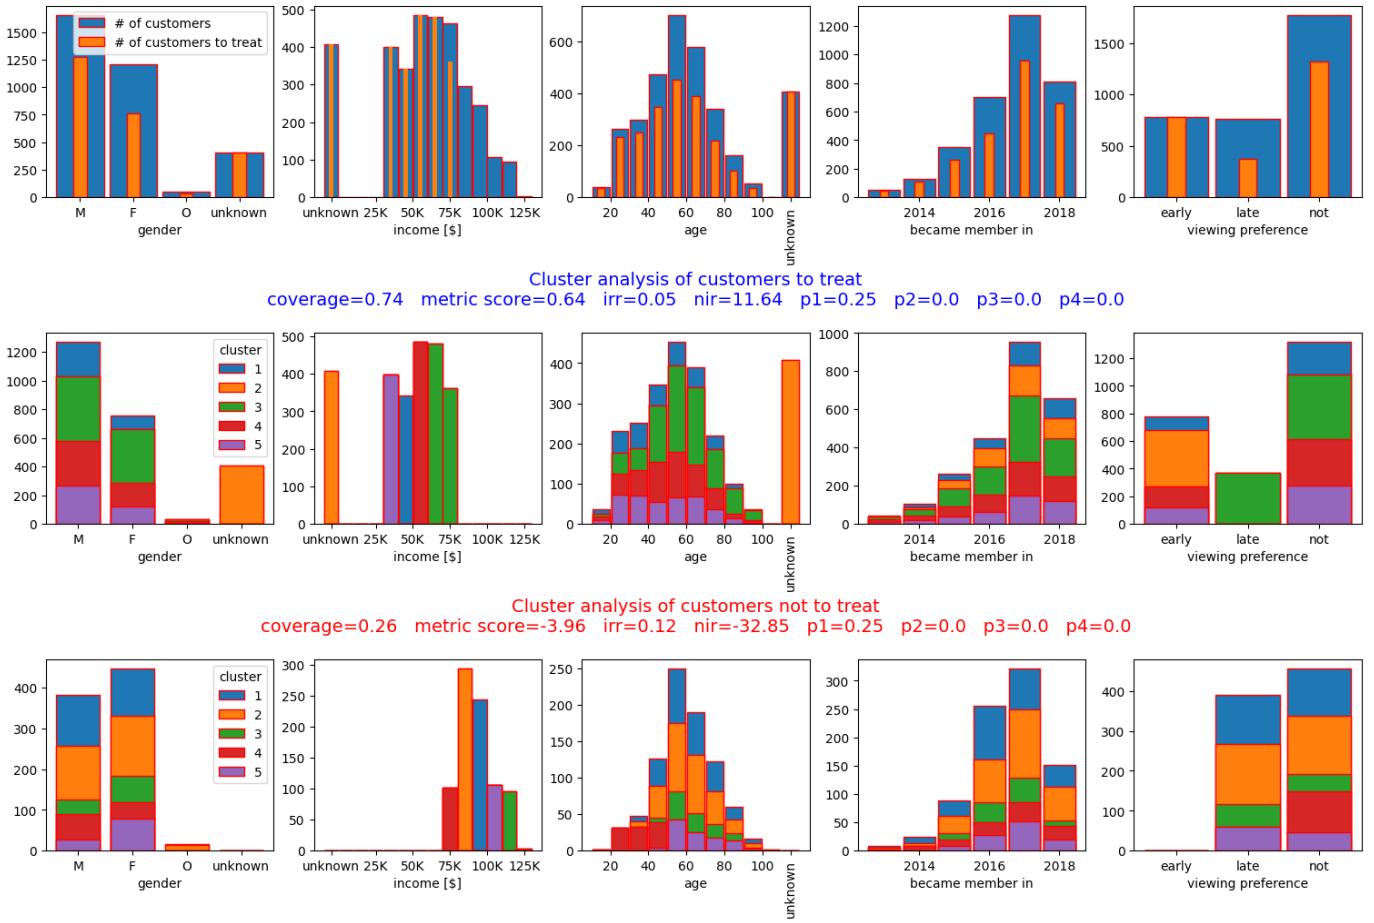 # of customers
# of customers to treat
1500
1250
1000
750
500
250
0
M F O unknown
gender
500
400
300
200
100
0
unknown 25K 50K 75K 100K 125K
income [$]
600
400
200
0
20 40 60 80 100 unknown
age
1200
1000
800
600
400
200
0
2014 2016 2018
became member in
1500
1000
500
0
early late not
viewing preference
Cluster analysis of customers to treat
coverage=0.74 metric score=0.64 irr=0.05 nir=11.64 p1=0.25 p2=0.0 p3=0.0 p4=0.0
1200
1000
800
600
400
200
0
cluster
1
2
3
4
5
M F O unknown
gender
500
400
300
200
100
0
unknown 25K 50K 75K 100K 125K
income [$]
400
300
200
100
0
20 40 60 80 100 unknown
age
1000
800
600
400
200
0
2014 2016 2018
became member in
1200
1000
800
600
400
200
0
early late not
viewing preference
Cluster analysis of customers not to treat
coverage=0.26 metric score=-3.96 irr=0.12 nir=-32.85 p1=0.25 p2=0.0 p3=0.0 p4=0.0
400
300
200
100
0
cluster
1
2
3
4
5
M F O unknown
gender
300
250
200
150
100
50
0
unknown 25K 50K 75K 100K 125K
income [$]
250
200
150
100
50
0
20 40 60 80 100 unknown
age
300
250
200
150
100
50
0
2014 2016 2018
became member in
400
300
200
100
0
early late not
viewing preference